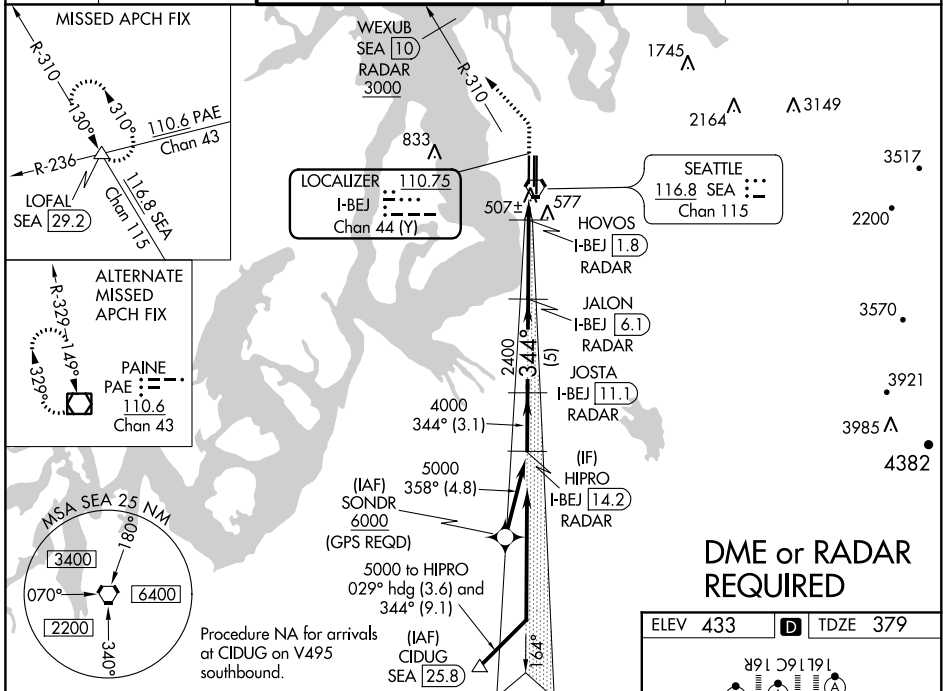 MISSED APCH FIX
R-310
130°
310°
110.6 PAE
Chan 43
R-236
LOFAL
SEA 29.2
116.8 SEA
Chan 115
ALTERNATE
MISSED
APCH FIX
R-329
149°
329°
PAINE
PAE
110.6
Chan 43
WEXUB
SEA 10
RADAR
3000
R-310
833
LOCALIZER 110.75
I-BEJ
Chan 44 (Y)
507±
577
SEATTLE
116.8 SEA
Chan 115
1745
2164
3149
3517
2200
3570
3921
3985
4382
HOVOS
I-BEJ 1.8
RADAR
JALON
I-BEJ 6.1
RADAR
2400
344°
(5)
JOSTA
I-BEJ 11.1
RADAR
4000
344° (3.1)
(IF)
HIPRO
I-BEJ 14.2
RADAR
5000
358° (4.8)
(IAF)
SONDR
6000
(GPS REQD)
5000 to HIPRO
029° hdg (3.6) and
344° (9.1)
(IAF)
CIDUG
SEA 25.8
164°
MSA SEA 25 NM
180°
3400
070°
6400
2200
340°
Procedure NA for arrivals
at CIDUG on V495
southbound.
DME or RADAR
REQUIRED
ELEV 433
D
TDZE 379
16R
16C
16L
A